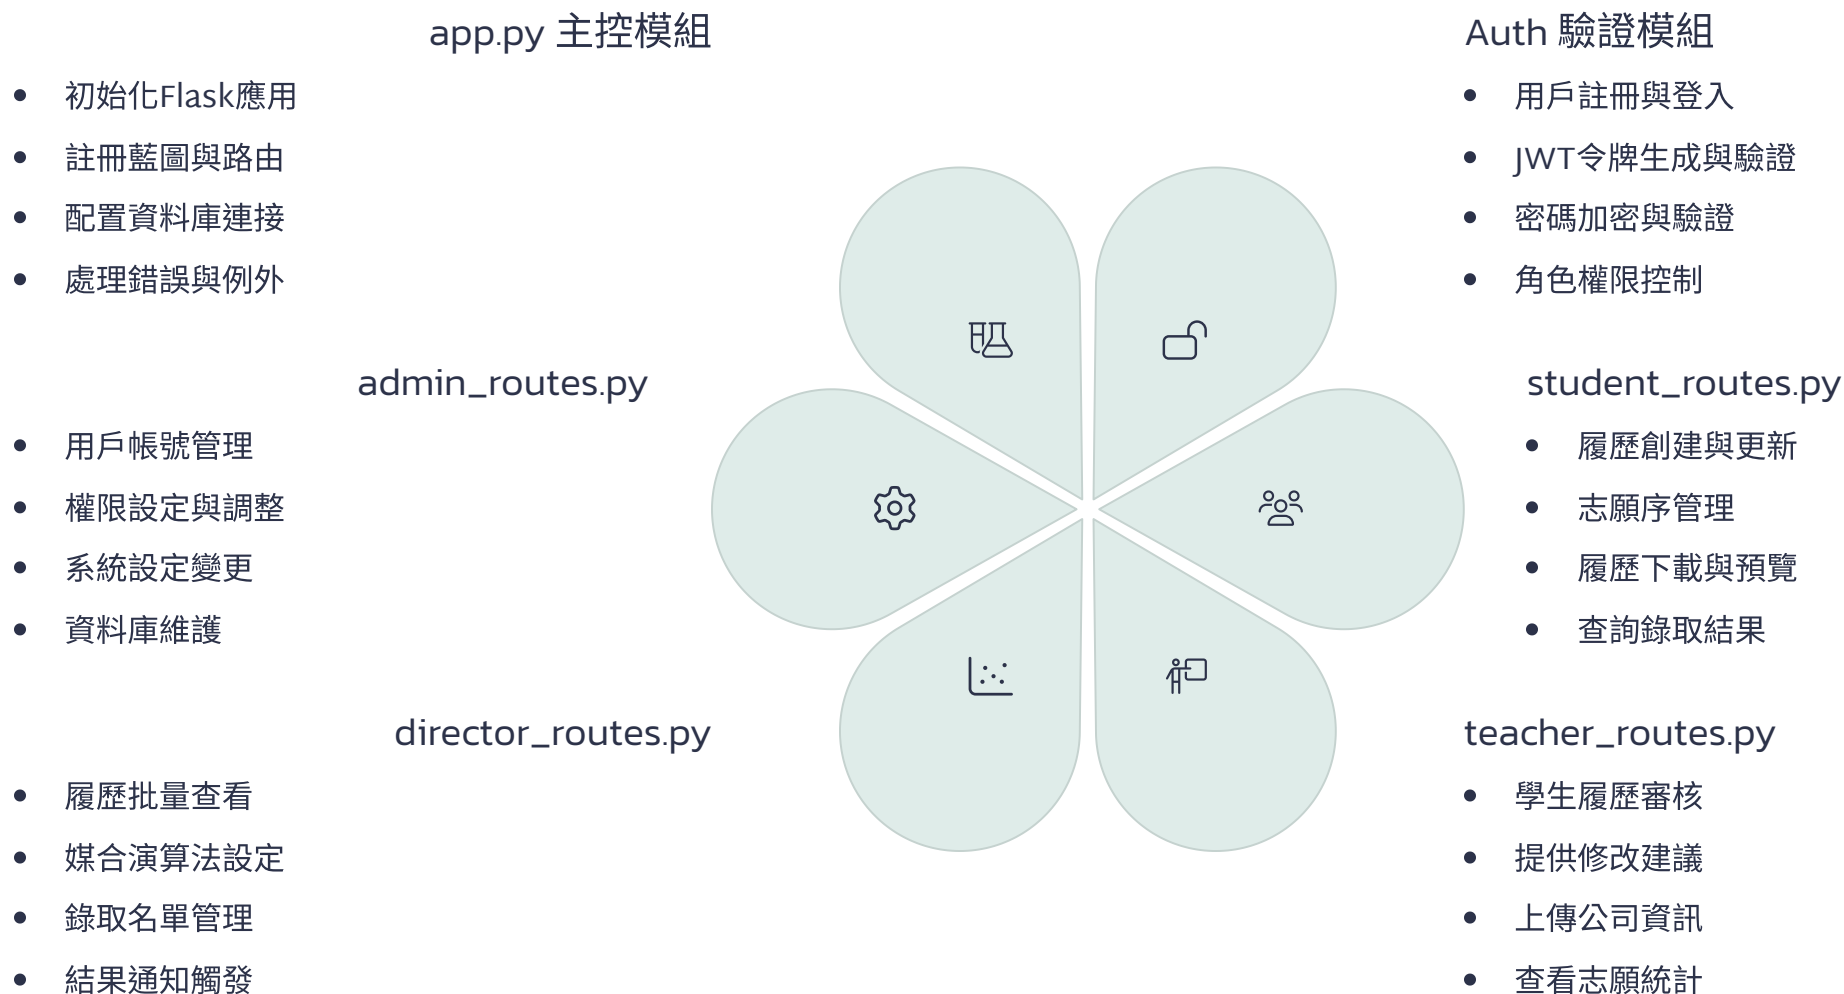 app.py 主控模組
初始化Flask應用
註冊藍圖與路由
配置資料庫連接
處理錯誤與例外
Auth 驗證模組
用戶註冊與登入
JWT令牌生成與驗證
密碼加密與驗證
角色權限控制
admin_routes.py
用戶帳號管理
權限設定與調整
系統設定變更
資料庫維護
student_routes.py
履歷創建與更新
志願序管理
履歷下載與預覽
查詢錄取結果
director_routes.py
履歷批量查看
媒合演算法設定
錄取名單管理
結果通知觸發
teacher_routes.py
學生履歷審核
提供修改建議
上傳公司資訊
查看志願統計